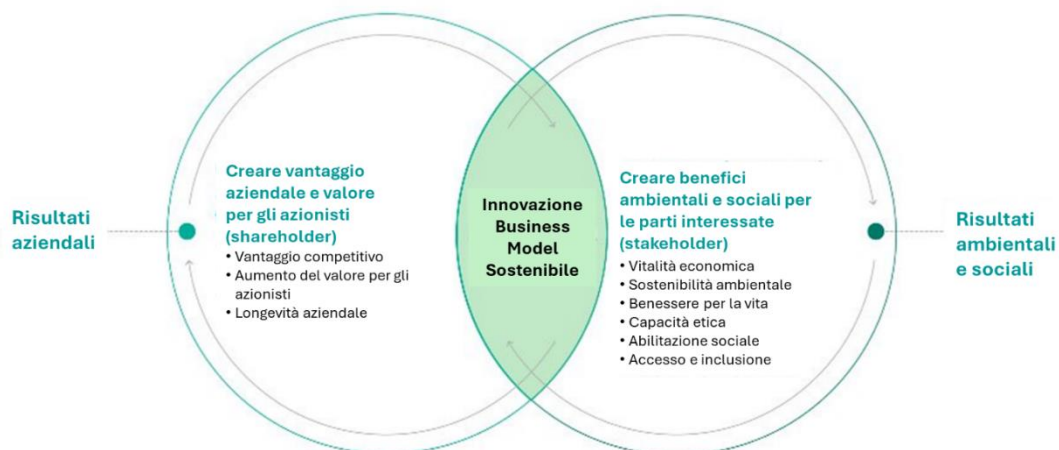 Risultati
aziendali
Creare vantaggio
aziendale e valore
per gli azionisti
(shareholder)
• Vantaggio competitivo
• Aumento del valore per gli
azionisti
• Longevità aziendale
Innovazione
Business
Model
Sostenibile
Creare benefici
ambientali e sociali per
le parti interessate
(stakeholder)
• Vitalità economica
• Sostenibilità ambientale
• Benessere per la vita
• Capacità etica
• Abilitazione sociale
• Accesso e inclusione
Risultati
ambientali
e sociali